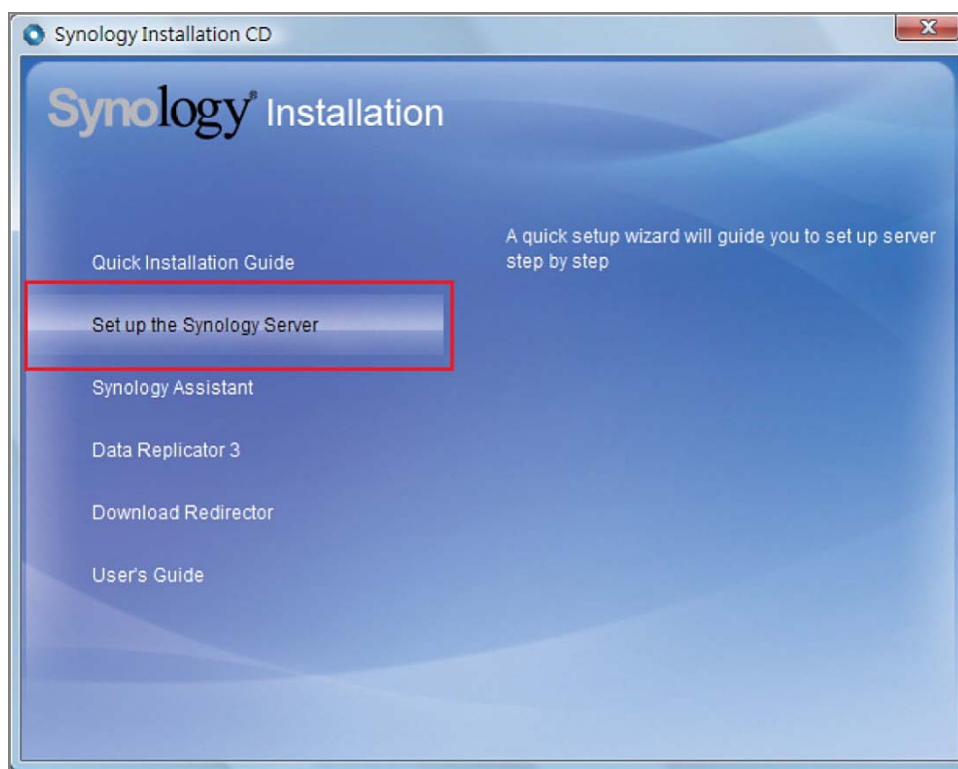 Synology Installation CD
Synology® Installation
Quick Installation Guide
Set up the Synology Server
Synology Assistant
Data Replicator 3
Download Redirector
User's Guide
A quick setup wizard will guide you to set up server
step by step